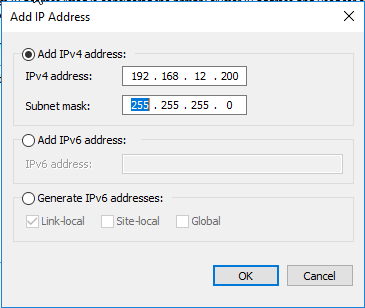 Add IP Address
Add IPv4 address:
IPv4 address: 192 . 168 . 12 . 200
Subnet mask: 255 . 255 . 255 . 0
Add IPv6 address:
IPv6 address:
Generate IPv6 addresses:
Link-local Site-local Global
OK Cancel